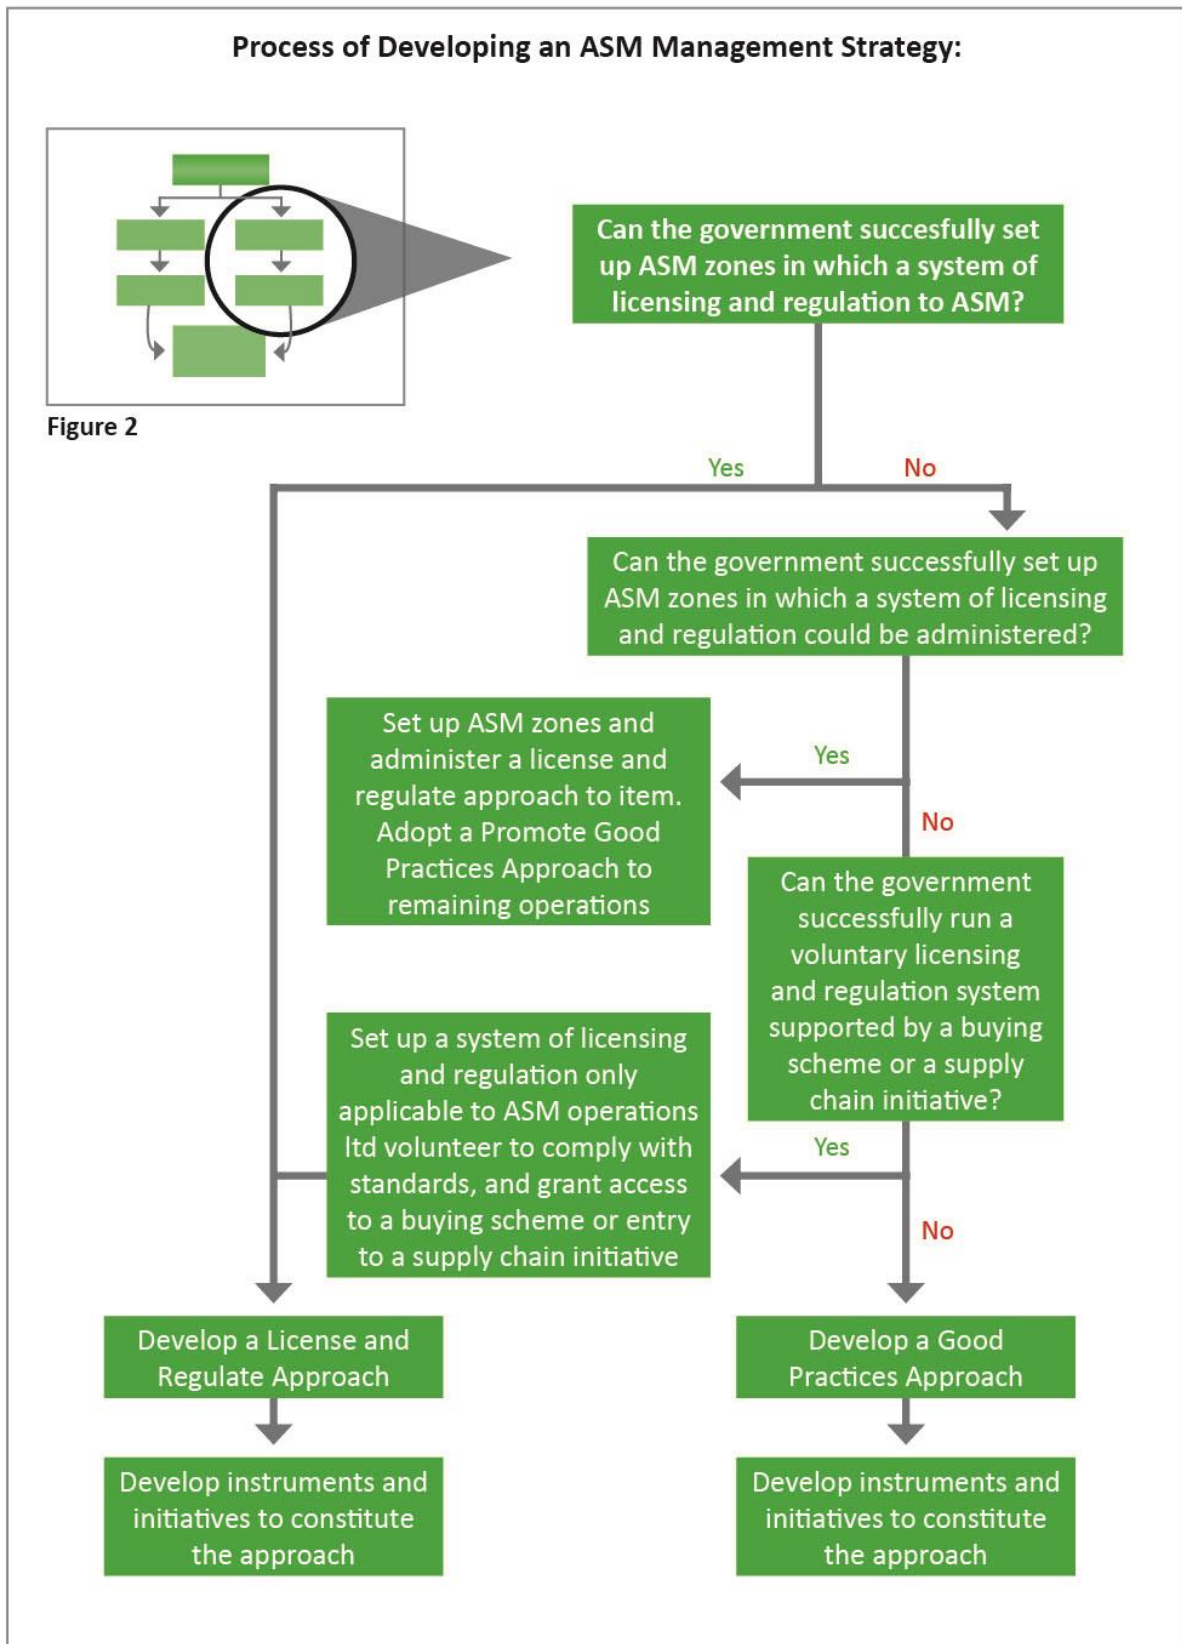 Process of Developing an ASM Management Strategy:
Figure 2
Can the government succesfully set
up ASM zones in which a system of
licensing and regulation to ASM?
Yes
No
Can the government successfully set up
ASM zones in which a system of licensing
and regulation could be administered?
Set up ASM zones and
administer a license and
regulate approach to item.
Adopt a Promote Good
Practices Approach to
remaining operations
Yes
No
Can the government
successfully run a
voluntary licensing
and regulation system
supported by a buying
scheme or a supply
chain initiative?
Set up a system of licensing
and regulation only
applicable to ASM operations
ltd volunteer to comply with
standards, and grant access
to a buying scheme or entry
to a supply chain initiative
Yes
No
Develop a License and
Regulate Approach
Develop a Good
Practices Approach
Develop instruments and
initiatives to constitute
the approach
Develop instruments and
initiatives to constitute
the approach